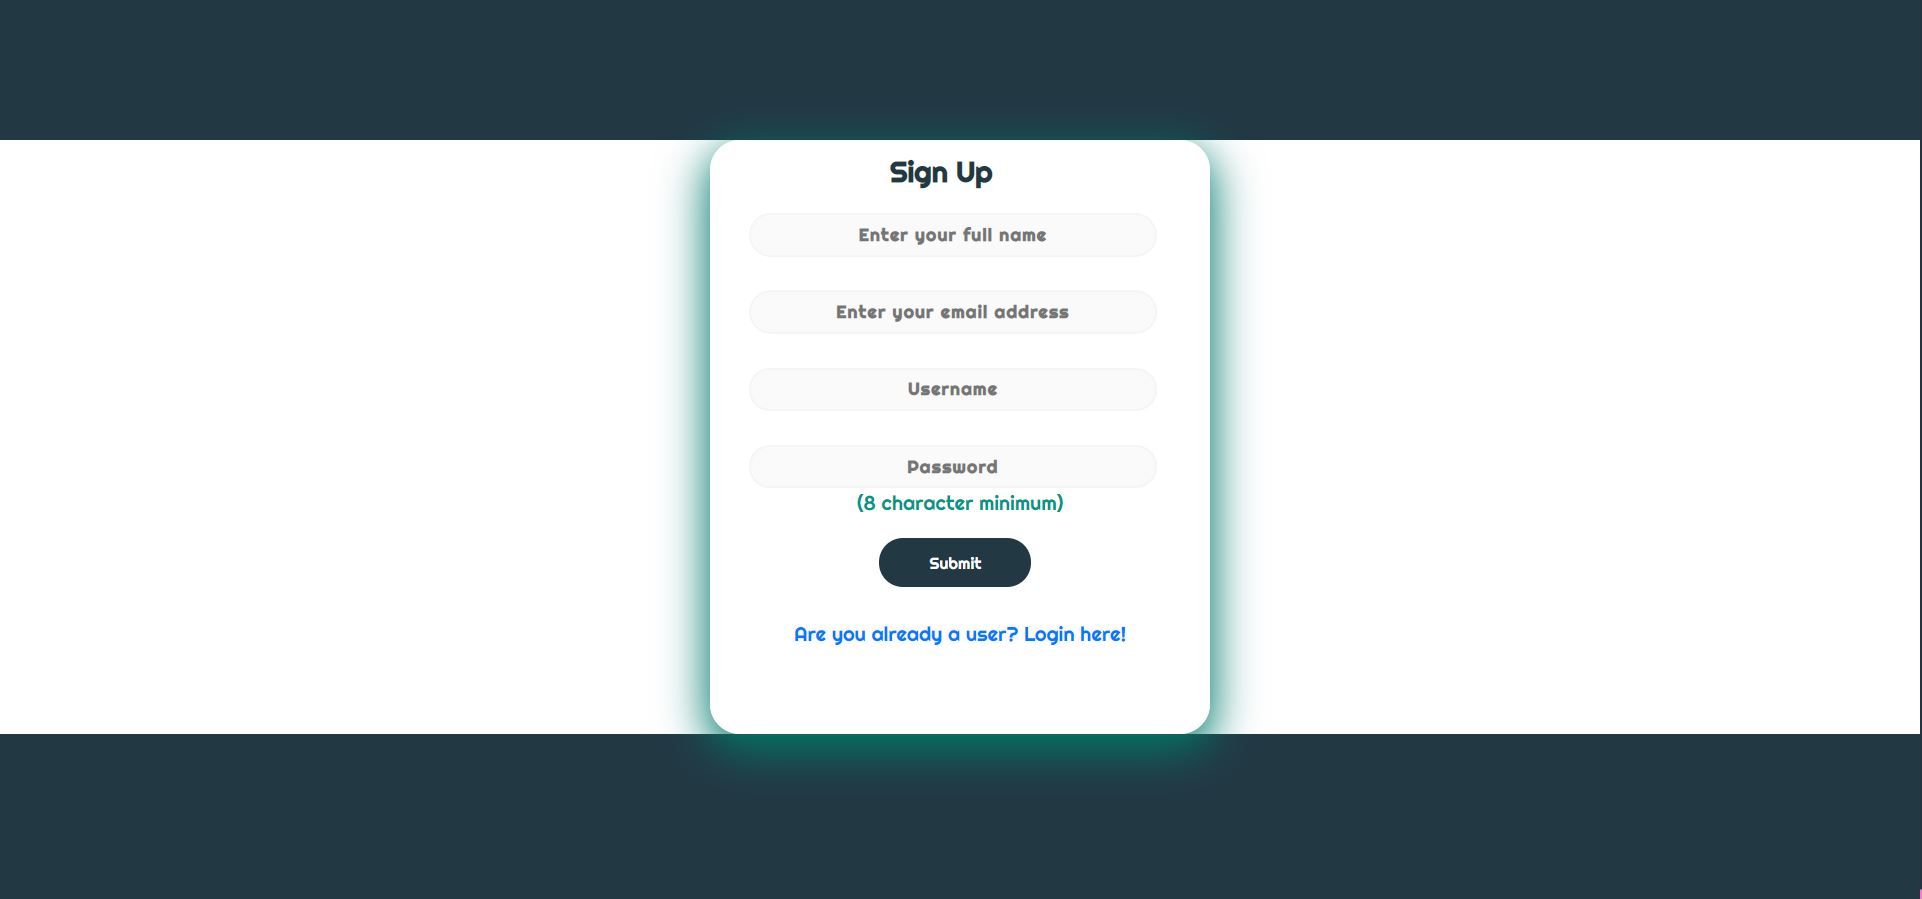 Sign Up
Enter your full name
Enter your email address
Username
Password
(8 character minimum)
Submit
Are you already a user? Login here!